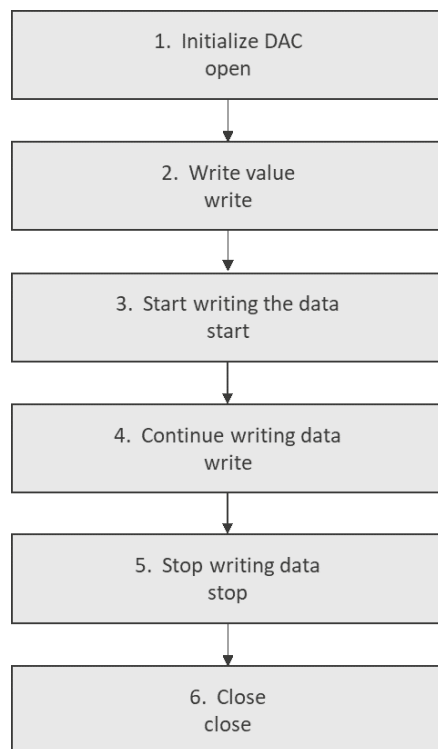 1. Initialize DAC
open
2. Write value
write
3. Start writing the data
start
4. Continue writing data
write
5. Stop writing data
stop
6. Close
close